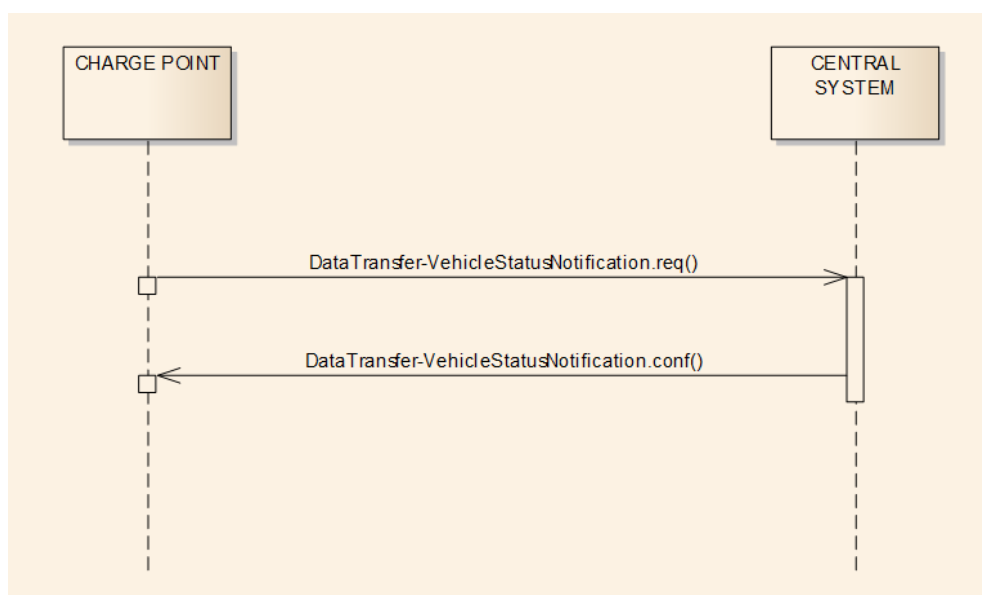 CHARGE POINT
CENTRAL
SYSTEM
DataTransfer-VehicleStatusNotification.req()
DataTransfer-VehicleStatusNotification.conf()